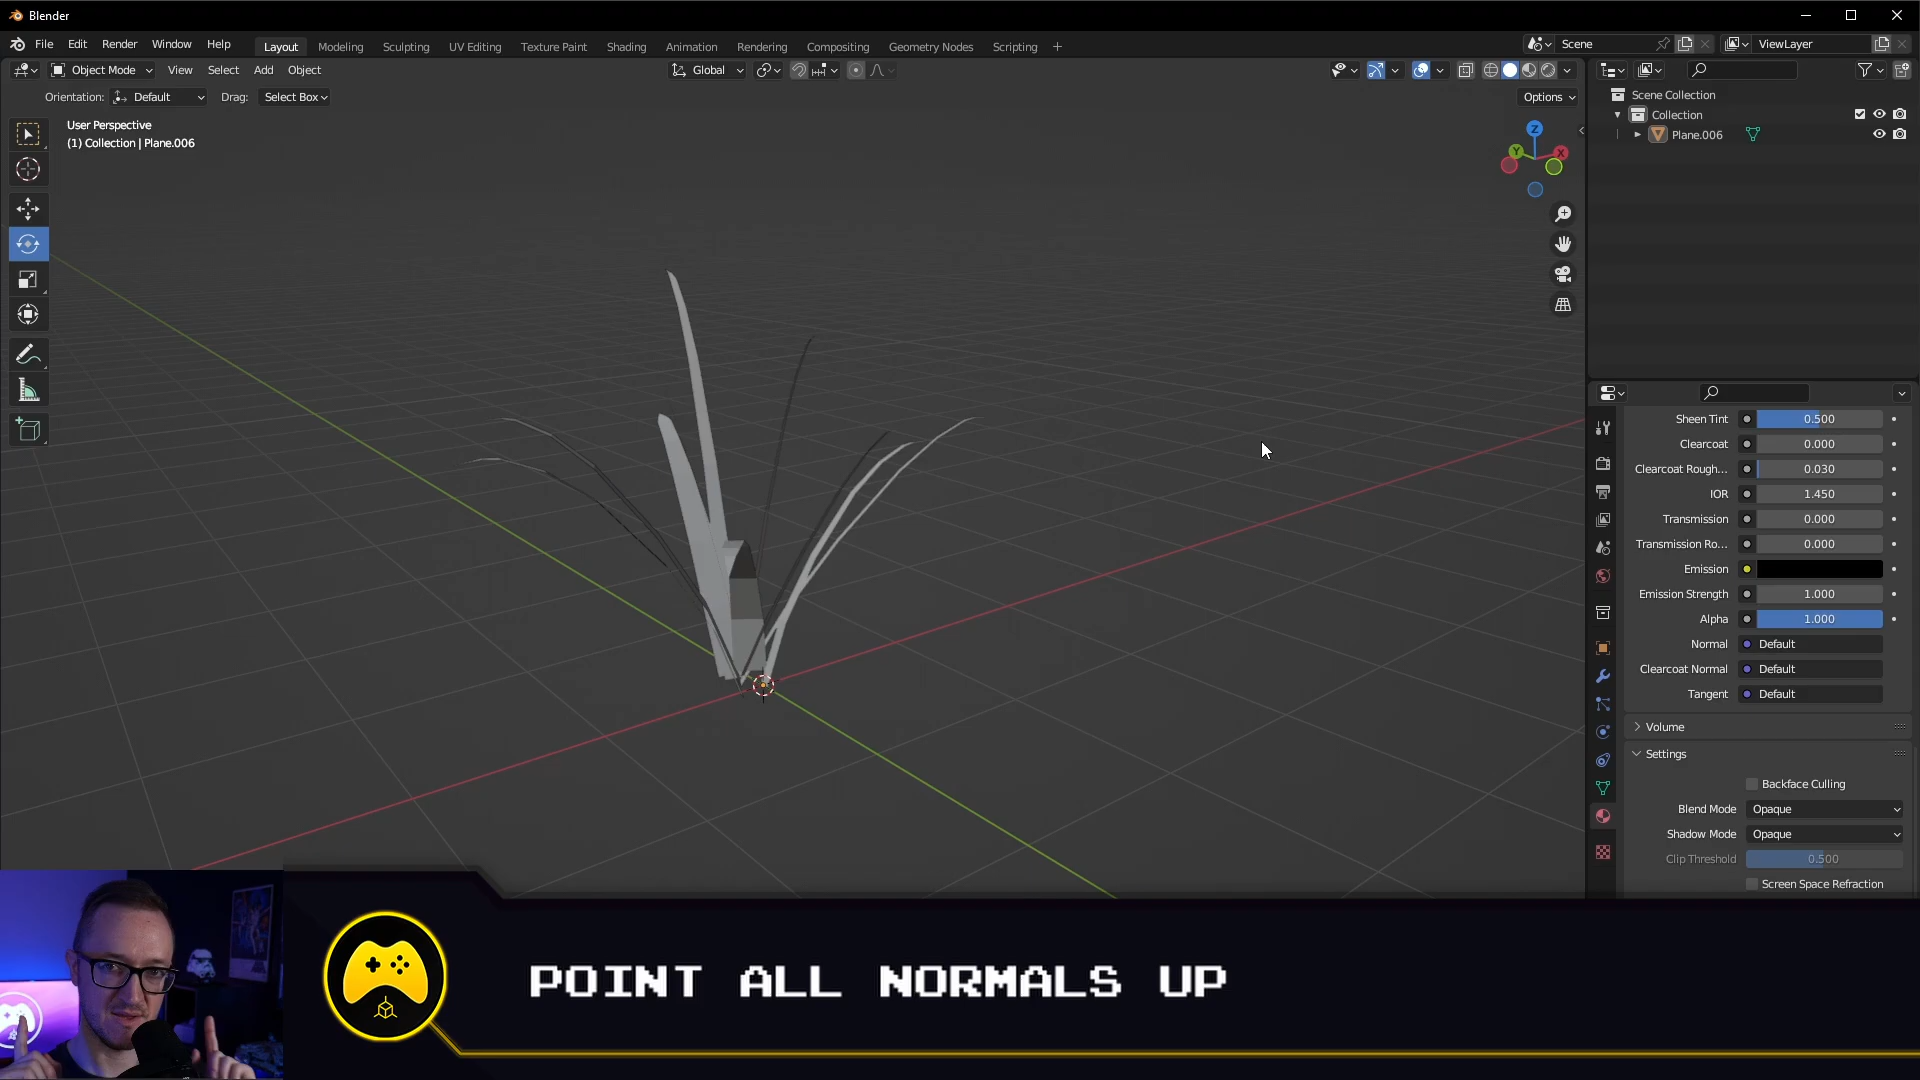 Blender
File Edit Render Window Help
Layout Modeling Sculpting UV Editing Texture Paint Shading Animation Rendering Compositing Geometry Nodes Scripting +
Scene
ViewLayer
Object Mode View Select Add Object
Global
Orientation: Default Drag: Select Box
Options
User Perspective
(1) Collection | Plane.006
Z
Y
X
Scene Collection
Collection
Plane.006
Sheen Tint 0.500
Clearcoat 0.000
Clearcoat Rough... 0.030
IOR 1.450
Transmission 0.000
Transmission Ro... 0.000
Emission
Emission Strength 1.000
Alpha 1.000
Normal Default
Clearcoat Normal Default
Tangent Default
Volume
Settings
Backface Culling
Blend Mode Opaque
Shadow Mode Opaque
Clip Threshold 0.500
Screen Space Refraction
POINT ALL NORMALS UP